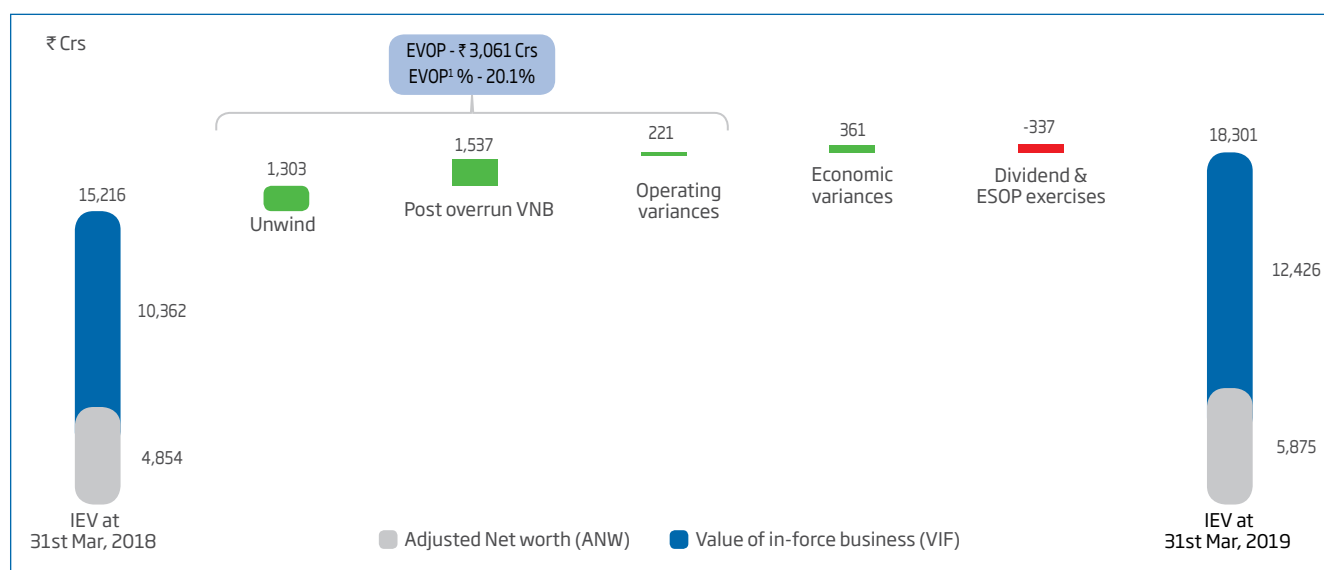 ₹ Crs
EVOP - ₹ 3,061 Crs
EVOP¹ % - 20.1%
15,216
10,362
4,854
IEV at
31st Mar, 2018
1,303
Unwind
1,537
Post overrun VNB
221
Operating
variances
361
Economic
variances
-337
Dividend &
ESOP exercises
18,301
12,426
5,875
IEV at
31st Mar, 2019
Adjusted Net worth (ANW)
Value of in-force business (VIF)